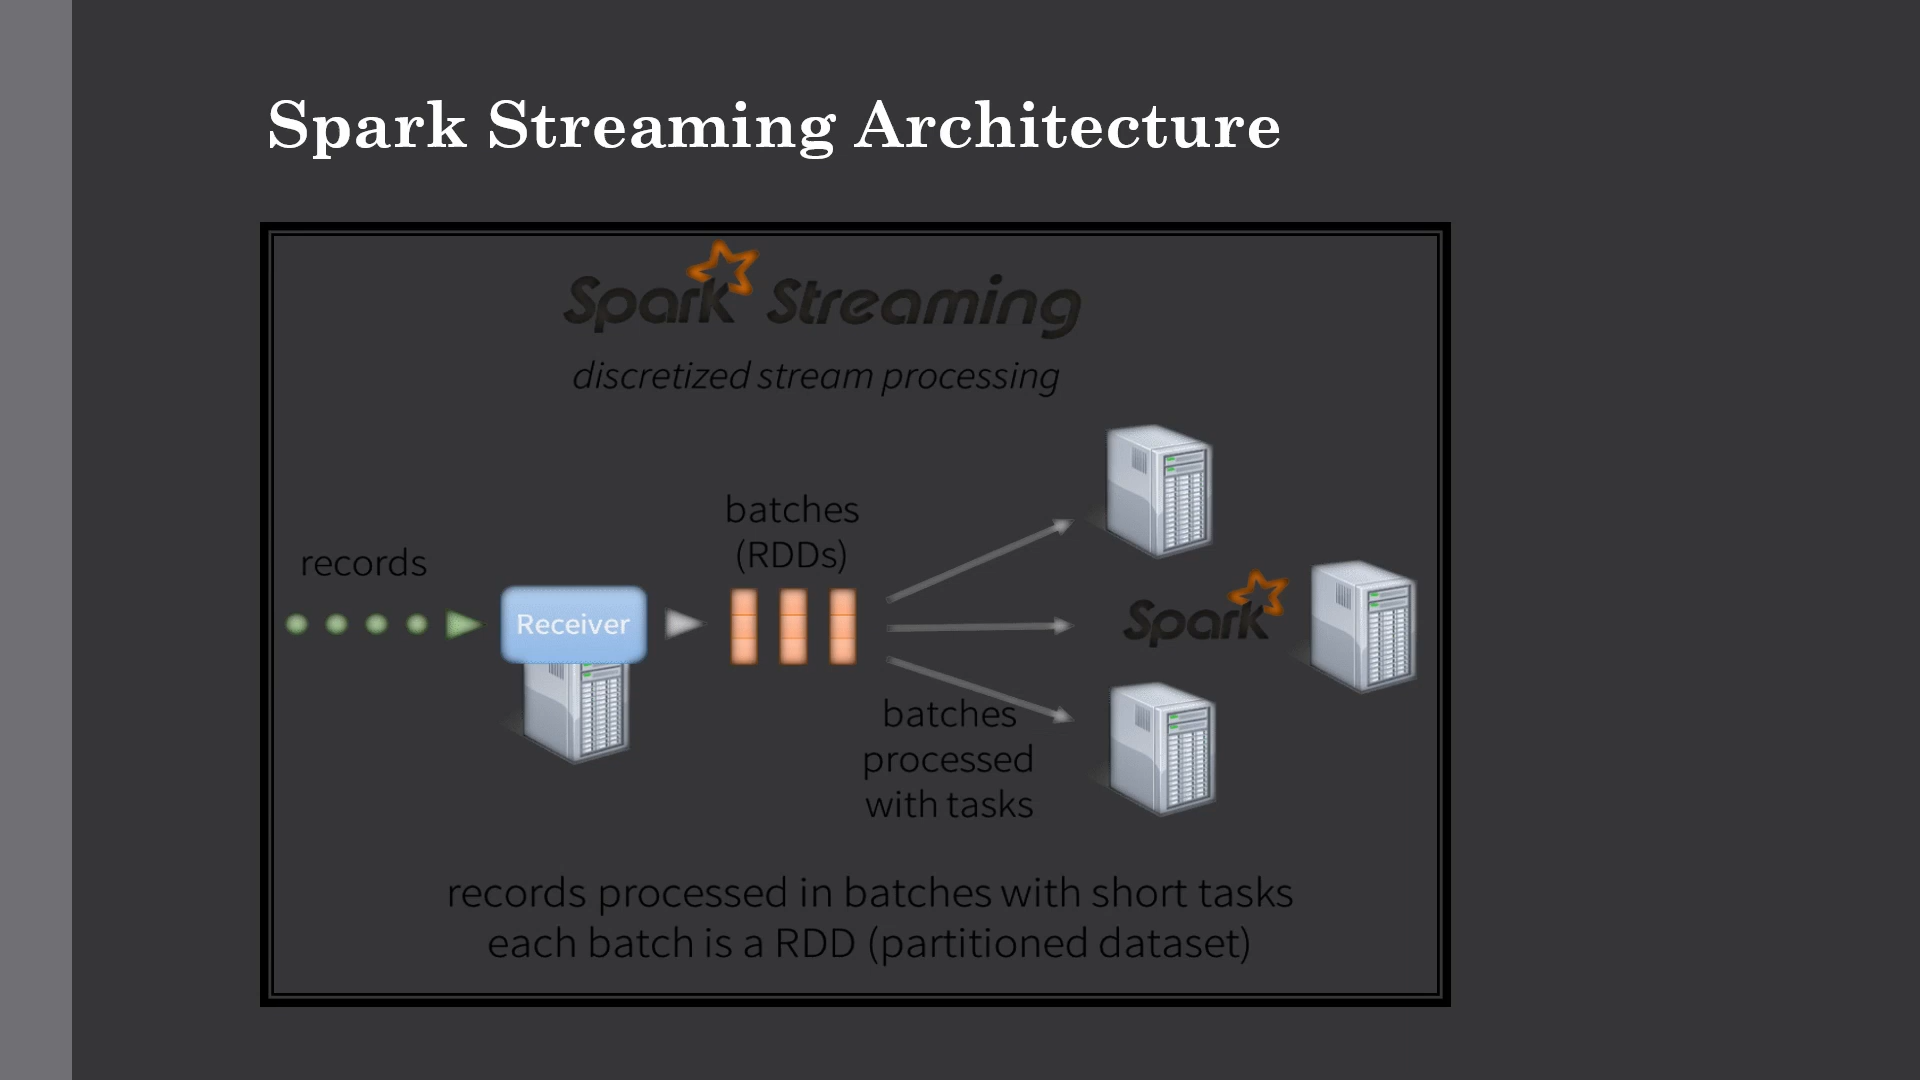 Spark Streaming Architecture
Spark Streaming
discretized stream processing
records
Receiver
batches
(RDDs)
batches
processed
with tasks
Spark
records processed in batches with short tasks
each batch is a RDD (partitioned dataset)